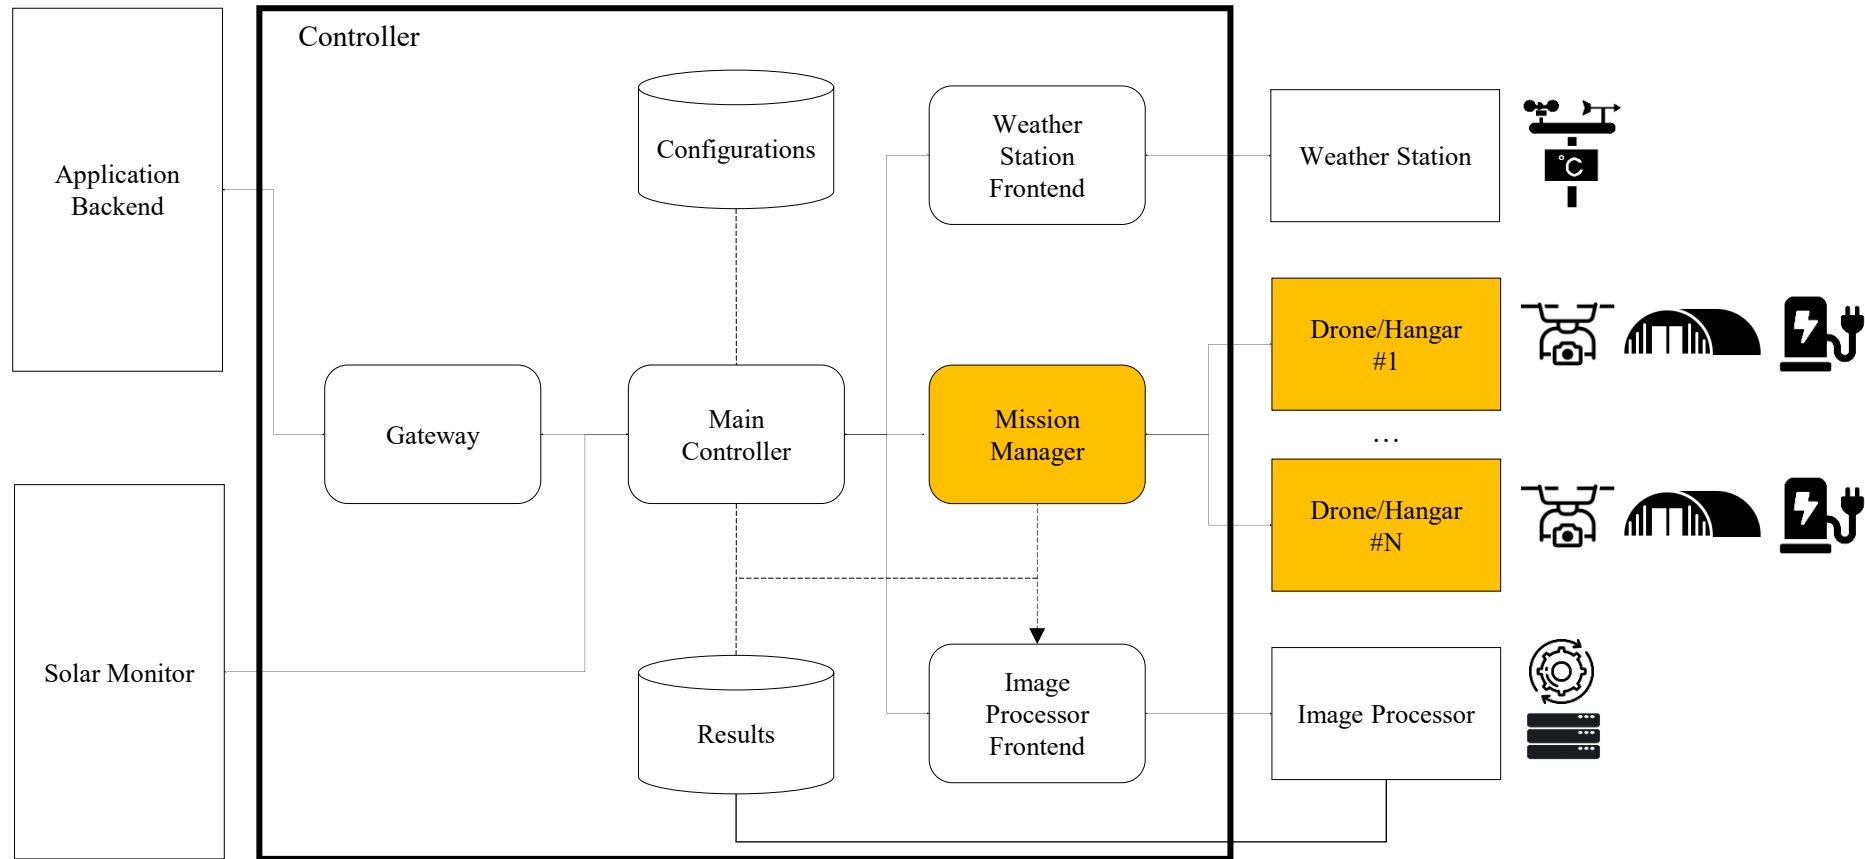 Controller
Application
Backend
Solar Monitor
Configurations
Gateway
Main
Controller
Results
Weather
Station
Frontend
Mission
Manager
Image
Processor
Frontend
Weather Station
°C
Drone/Hangar
#1
…
Drone/Hangar
#N
Image Processor